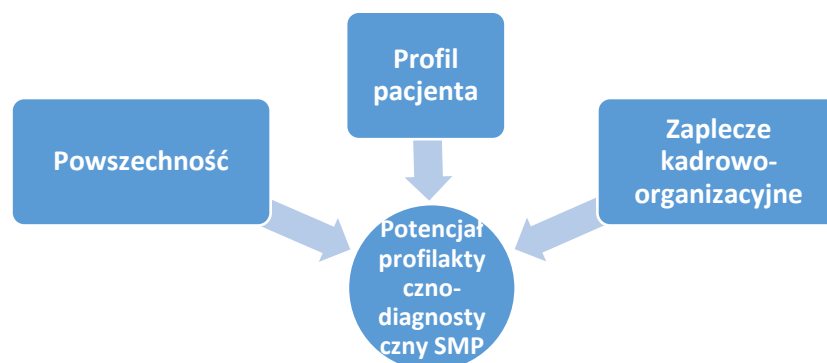 Profil
pacjenta
Powszechność
Zaplecze
kadrowo-
organizacyjne
Potencjał
profilakty
czno-
diagnosty
czny SMP